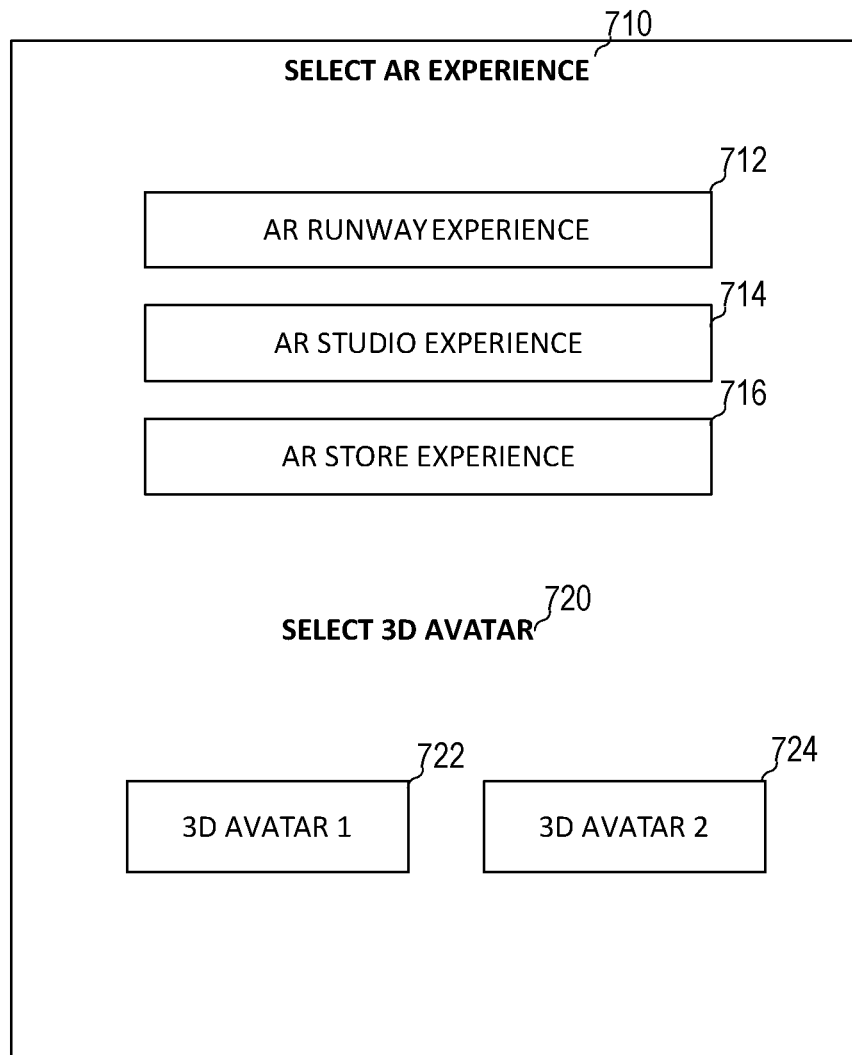 710
SELECT AR EXPERIENCE
712
AR RUNWAY EXPERIENCE
714
AR STUDIO EXPERIENCE
716
AR STORE EXPERIENCE
720
SELECT 3D AVATAR
722
3D AVATAR 1
724
3D AVATAR 2